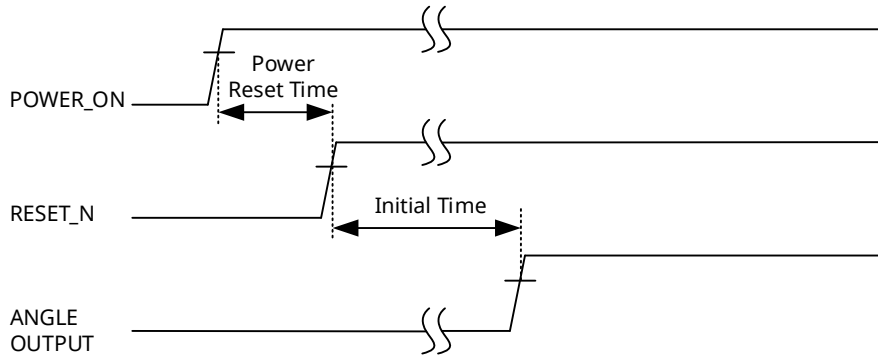 Power
Reset Time
POWER_ON
Initial Time
RESET_N
ANGLE
OUTPUT